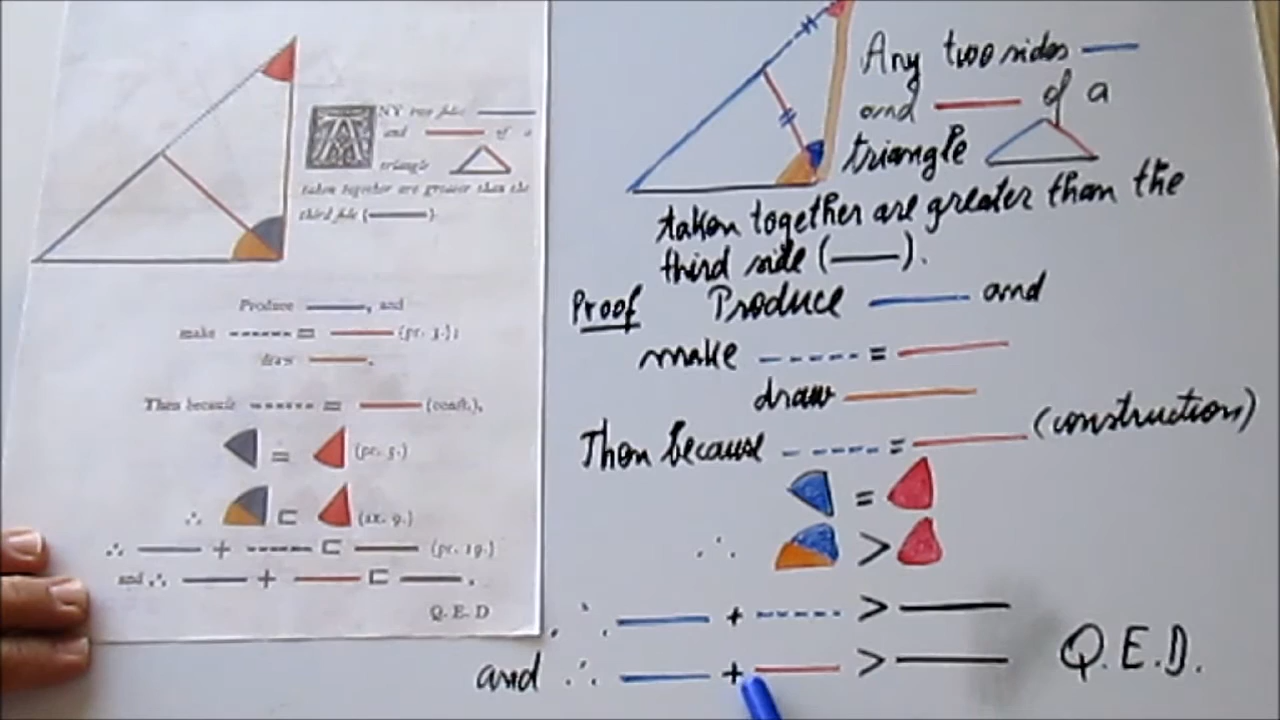 ANY two ſides
and of a
triangle
taken together are greater than the
third ſide ( ).
Produce , and
make = (pr. 3.);
draw .
Then becauſe = (conſt.),
= (pr. 5.)
∴ ⊏ (ax. 9.)
∴ + ⊏ (pr. 19.)
and ∴ + ⊏ .
Q. E. D
Any two sides
and of a
triangle
taken together are greater than the
third side ( ).
Proof Produce and
make =
draw
Then because = (construction)
=
∴ >
∴ + >
and ∴ + > Q.E.D.